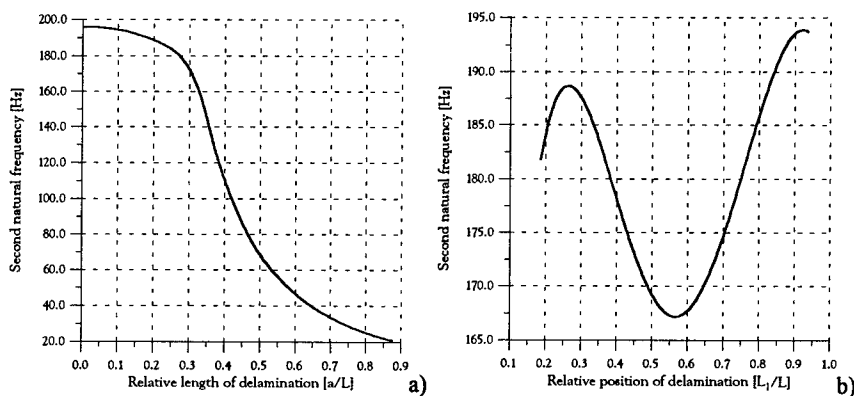 Second natural frequency [Hz]
200.0
180.0
160.0
140.0
120.0
100.0
80.0
60.0
40.0
20.0
0.0 0.1 0.2 0.3 0.4 0.5 0.6 0.7 0.8 0.9
Relative length of delamination [a/L]
a)
Second natural frequency [Hz]
195.0
190.0
185.0
180.0
175.0
170.0
165.0
0.1 0.2 0.3 0.4 0.5 0.6 0.7 0.8 0.9 1.0
Relative position of delamination [L₁/L]
b)